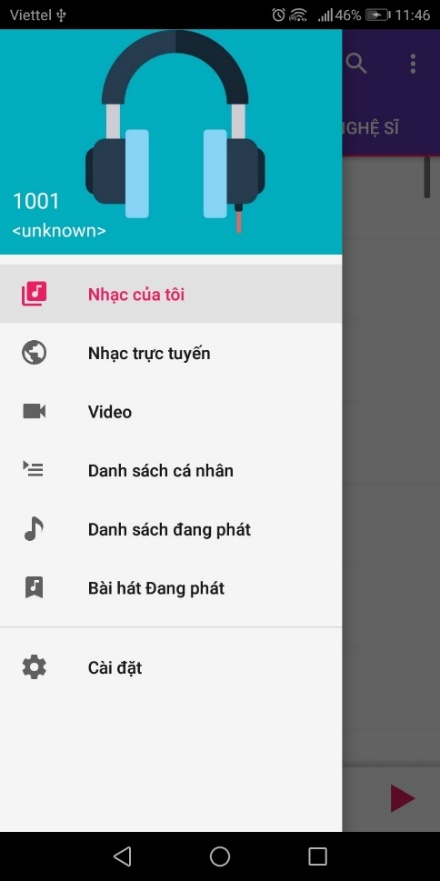 Viettel 46% 11:46
NGHỆ SĨ
1001
<unknown>
Nhạc của tôi
Nhạc trực tuyến
Video
Danh sách cá nhân
Danh sách đang phát
Bài hát Đang phát
Cài đặt